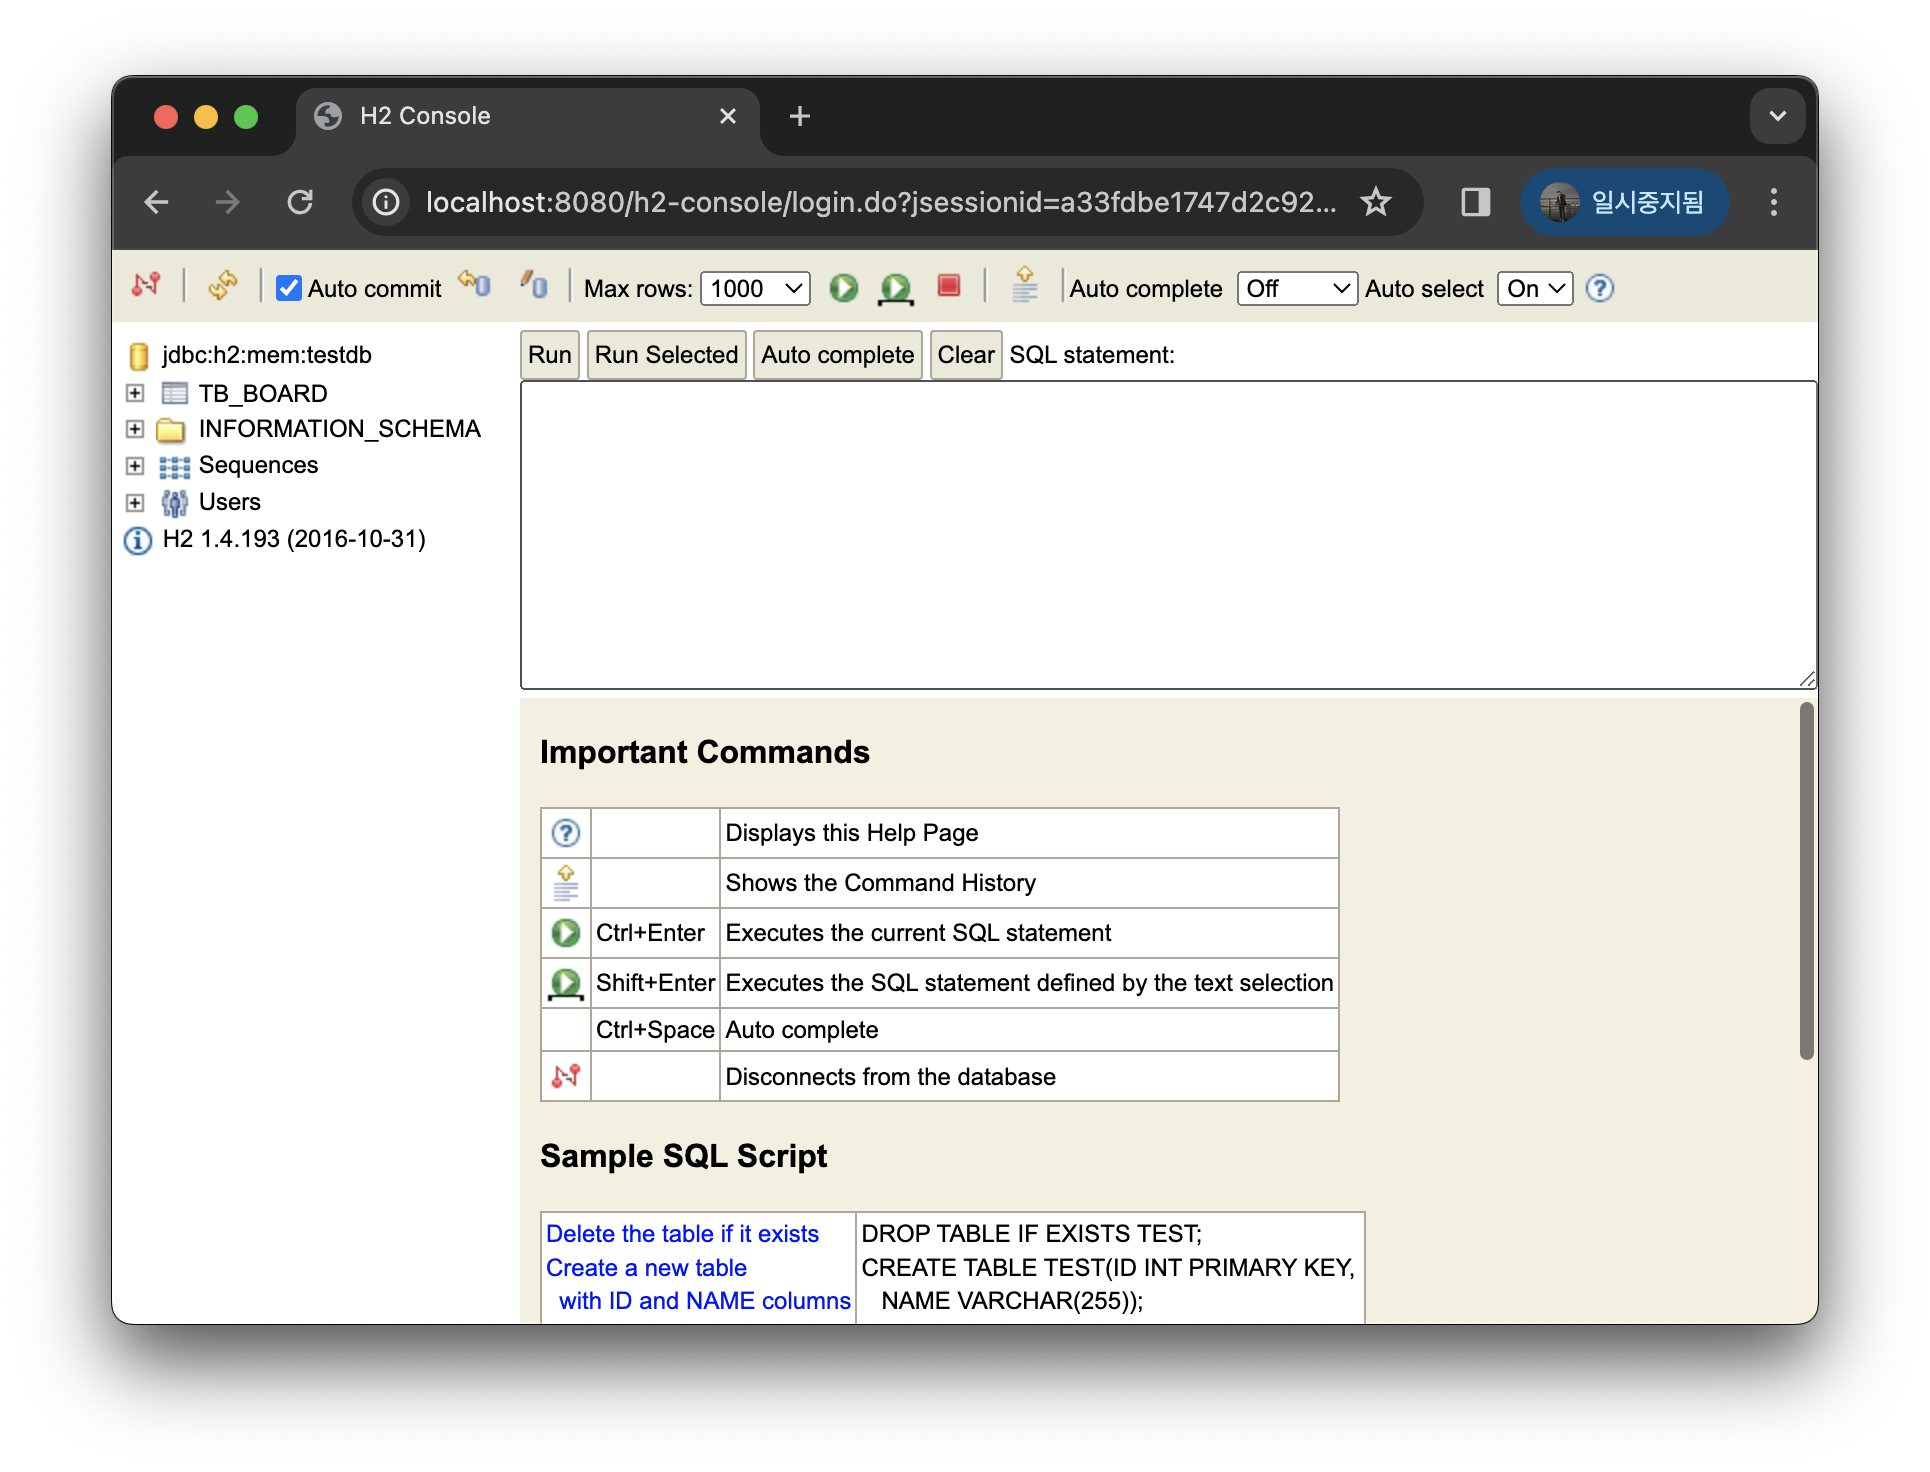 H2 Console
localhost:8080/h2-console/login.do?jsessionid=a33fdbe1747d2c92...
일시중지됨
Auto commit
Max rows: 1000
Auto complete Off
Auto select On
jdbc:h2:mem:testdb
TB_BOARD
INFORMATION_SCHEMA
Sequences
Users
H2 1.4.193 (2016-10-31)
Run Run Selected Auto complete Clear SQL statement:
Important Commands
Displays this Help Page
Shows the Command History
Ctrl+Enter Executes the current SQL statement
Shift+Enter Executes the SQL statement defined by the text selection
Ctrl+Space Auto complete
Disconnects from the database
Sample SQL Script
Delete the table if it exists DROP TABLE IF EXISTS TEST;
Create a new table CREATE TABLE TEST(ID INT PRIMARY KEY,
with ID and NAME columns NAME VARCHAR(255));